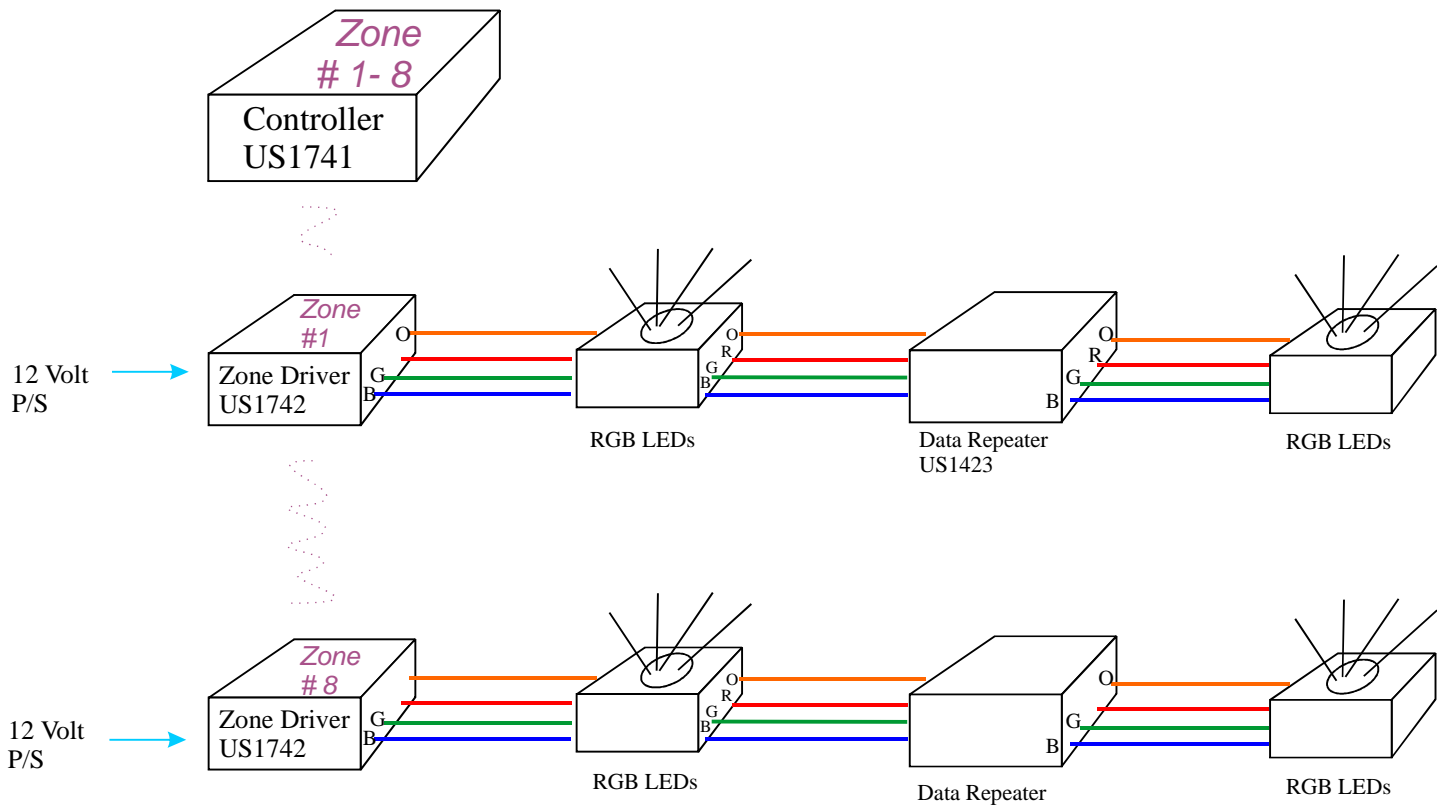 Zone
# 1- 8
Controller
US1741
Zone
#1
O
G
B
Zone Driver
US1742
12 Volt
P/S
O
R
G
B
RGB LEDs
O
R
G
B
Data Repeater
US1423
RGB LEDs
Zone
# 8
G
B
Zone Driver
US1742
12 Volt
P/S
O
R
G
B
RGB LEDs
O
G
B
Data Repeater
RGB LEDs